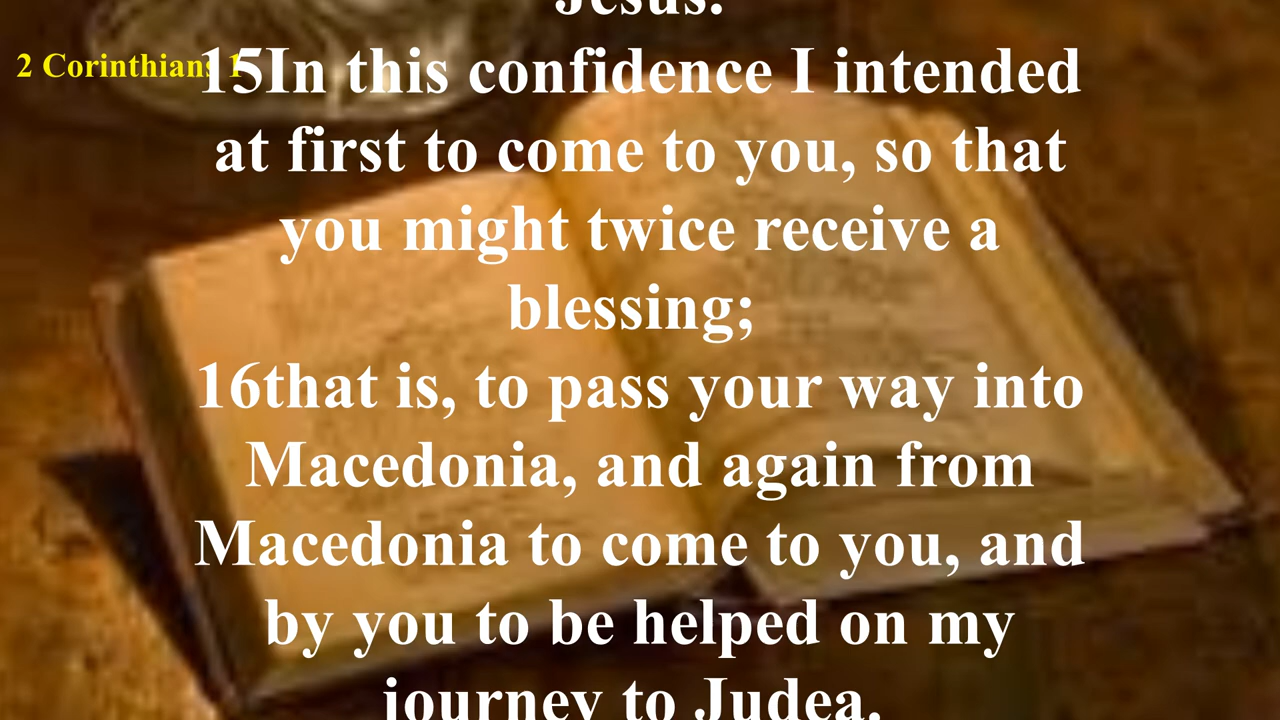 Jesus.
2 Corinthians 1
15In this confidence I intended
at first to come to you, so that
you might twice receive a
blessing;
16that is, to pass your way into
Macedonia, and again from
Macedonia to come to you, and
by you to be helped on my
journey to Judea.